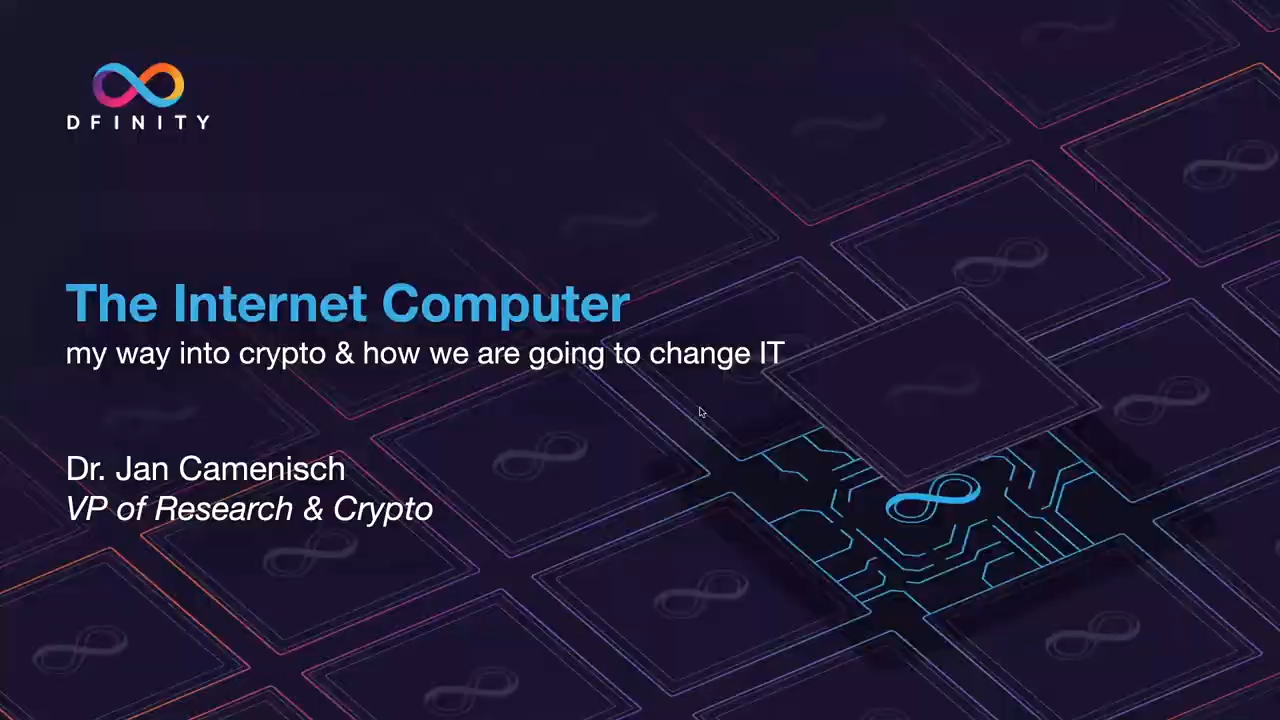 DFINITY
The Internet Computer
my way into crypto & how we are going to change IT
Dr. Jan Camenisch
VP of Research & Crypto